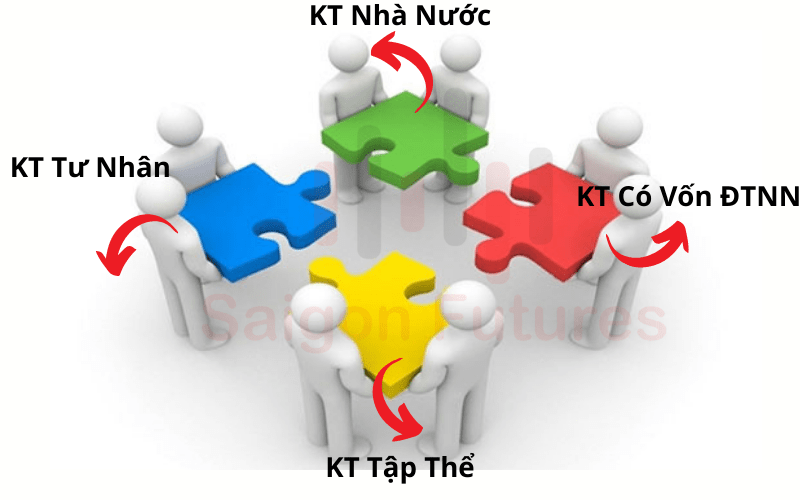 KT Nhà Nước
KT Tư Nhân
KT Có Vốn ĐTNN
Saigon Futures
KT Tập Thể